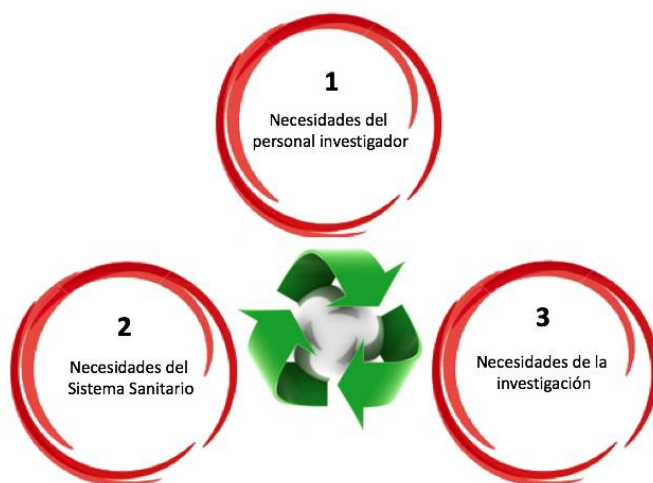 1
Necesidades del
personal investigador
2
Necesidades del
Sistema Sanitario
3
Necesidades de la
investigación